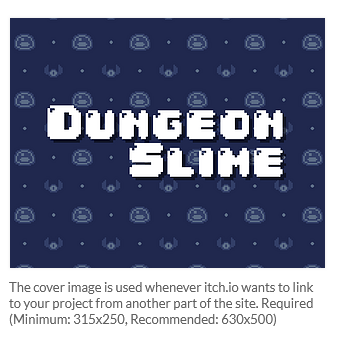 DUNGEON
SLIME
The cover image is used whenever itch.io wants to link
to your project from another part of the site. Required
(Minimum: 315x250, Recommended: 630x500)